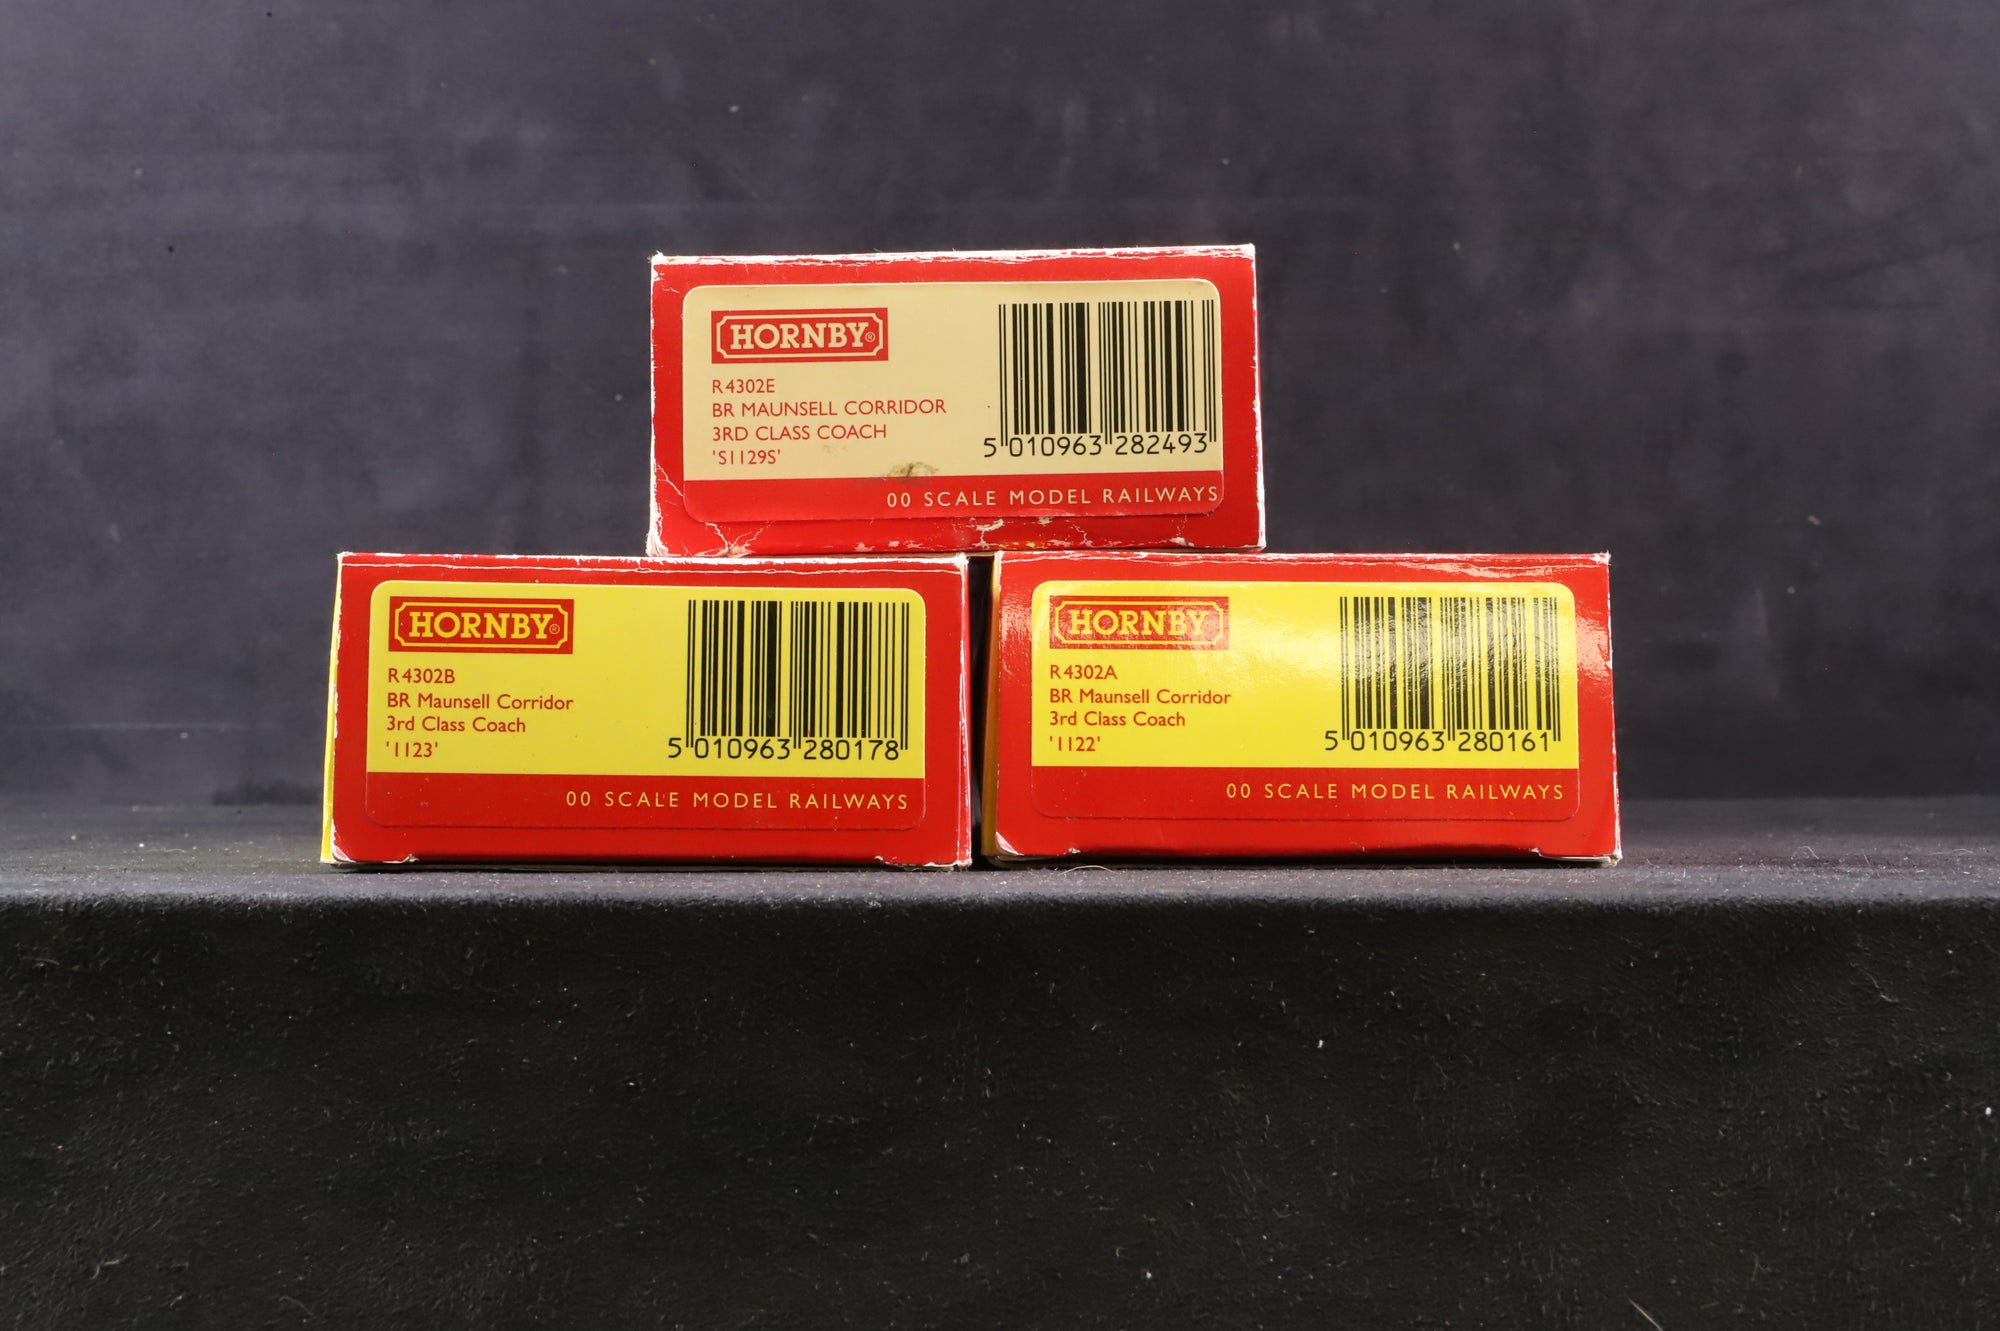 HORNBY®
R4302E
BR MAUNSELL CORRIDOR
3RD CLASS COACH
'S1129S'
5 010963 282493
00 SCALE MODEL RAILWAYS
HORNBY®
R4302B
BR Maunsell Corridor
3rd Class Coach
'1123'
5 010963 280178
00 SCALE MODEL RAILWAYS
HORNBY®
R4302A
BR Maunsell Corridor
3rd Class Coach
'1122'
5 010963 280161
00 SCALE MODEL RAILWAYS